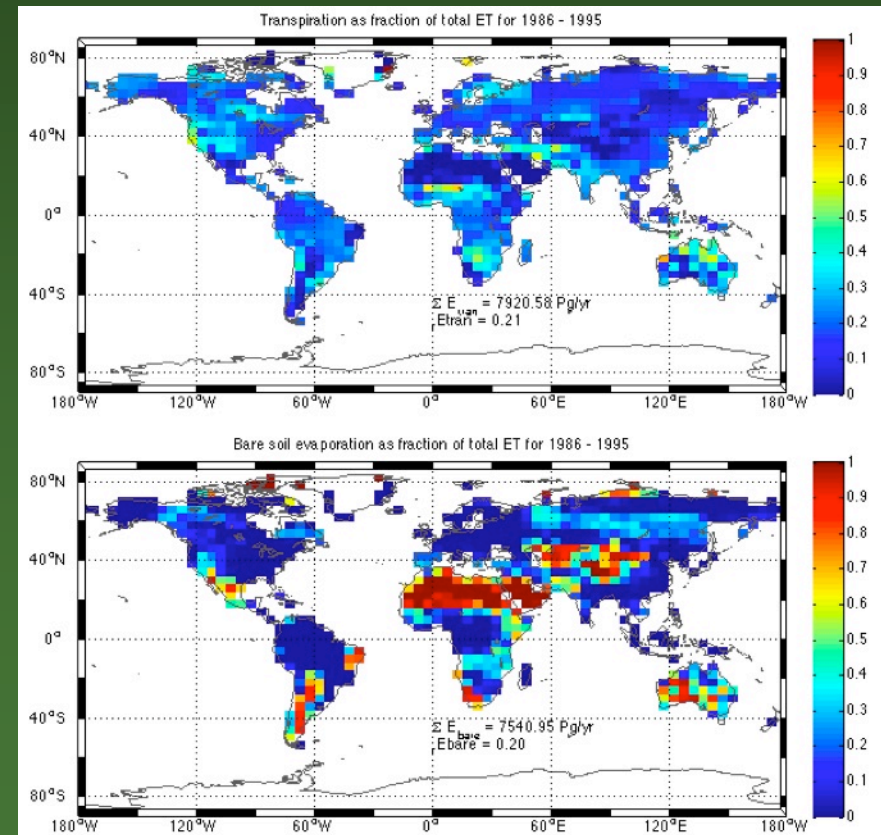 Transpiration as fraction of total ET for 1986 - 1995
80°N
40°N
0°
40°S
80°S
180°W 120°W 60°W 0° 60°E 120°E 180°W
Σ E tran = 7920.58 Pg/yr
rEtran = 0.21
1
0.9
0.8
0.7
0.6
0.5
0.4
0.3
0.2
0.1
0
Bare soil evaporation as fraction of total ET for 1986 - 1995
80°N
40°N
0°
40°S
80°S
180°W 120°W 60°W 0° 60°E 120°E 180°W
Σ E bare = 7540.95 Pg/yr
rEbare = 0.20
1
0.9
0.8
0.7
0.6
0.5
0.4
0.3
0.2
0.1
0